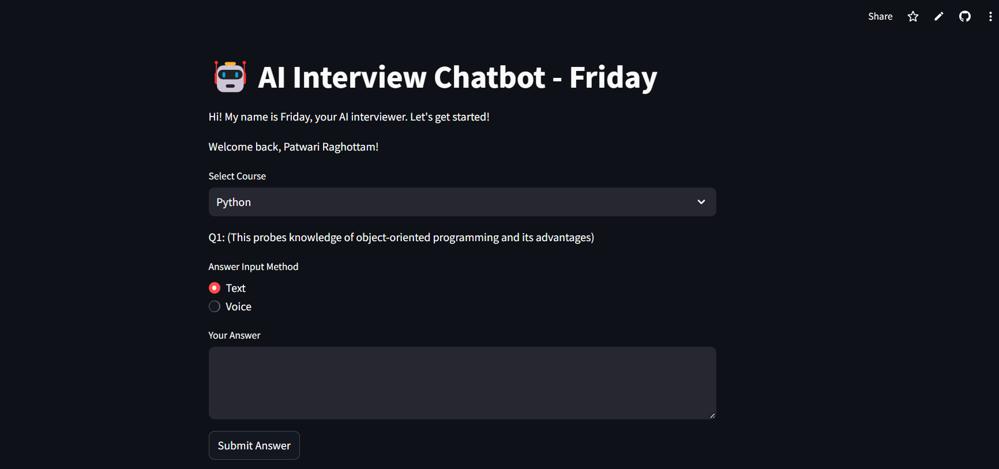 Share
AI Interview Chatbot - Friday
Hi! My name is Friday, your AI interviewer. Let's get started!
Welcome back, Patwari Raghottam!
Select Course
Python
Q1: (This probes knowledge of object-oriented programming and its advantages)
Answer Input Method
Text
Voice
Your Answer
Submit Answer